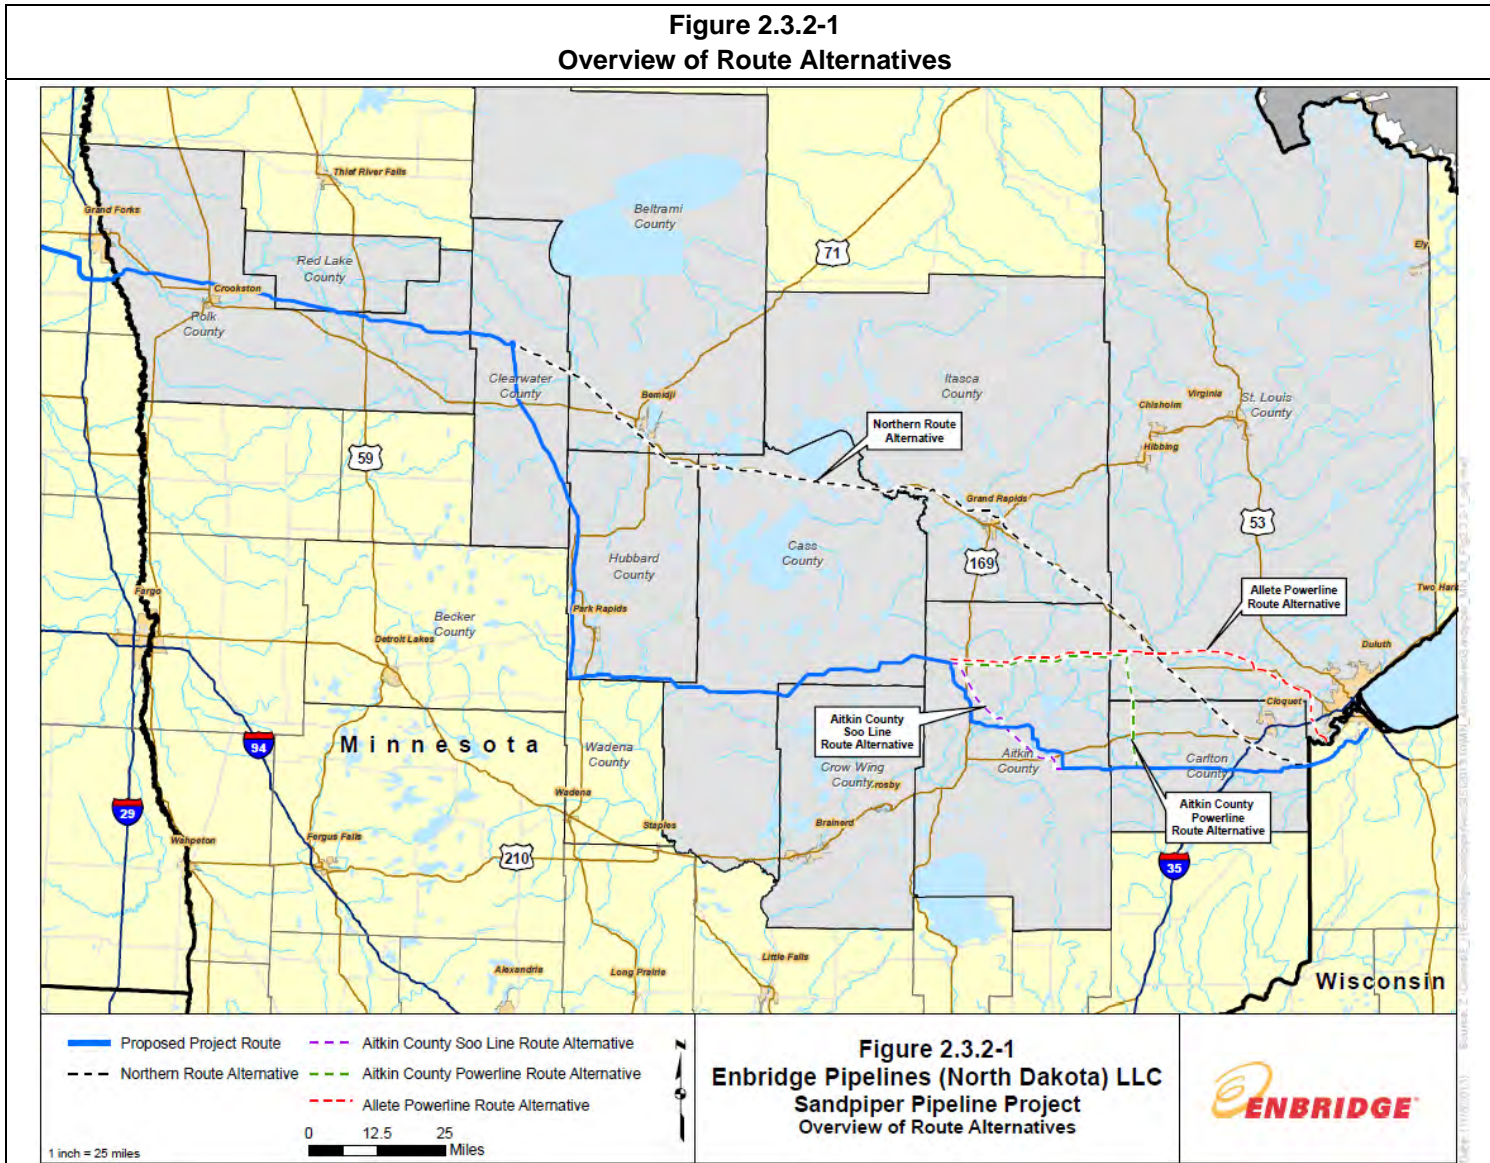 Figure 2.3.2-1
Overview of Route Alternatives
Thief River Falls
Grand Forks
Beltrami
County
71
Ely
Red Lake
County
Crookston
Polk
County
Clearwater
County
Bemidji
Itasca
County
Virginia
Chisholm
St. Louis
County
Northern Route
Alternative
Hibbing
59
Grand Rapids
53
Hubbard
County
Cass
County
169
Fargo
Allete Powerline
Route Alternative
Two Har
Park Rapids
Becker
County
Detroit Lakes
Duluth
Cloquet
Aitkin County
Soo Line
Route Alternative
94
Minnesota
Wadena
County
Crow Wing
County
rosby
Aitkin
County
Carlton
County
Wadena
29
Staples
Brainerd
Aitkin County
Powerline
Route Alternative
Wahpeton
Fergus Falls
210
35
Alexandria
Long Prairie
Little Falls
Wisconsin
Proposed Project Route
Northern Route Alternative
Aitkin County Soo Line Route Alternative
Aitkin County Powerline Route Alternative
Allete Powerline Route Alternative
N
0 12.5 25
Miles
1 inch = 25 miles
Figure 2.3.2-1
Enbridge Pipelines (North Dakota) LLC
Sandpiper Pipeline Project
Overview of Route Alternatives
ENBRIDGE